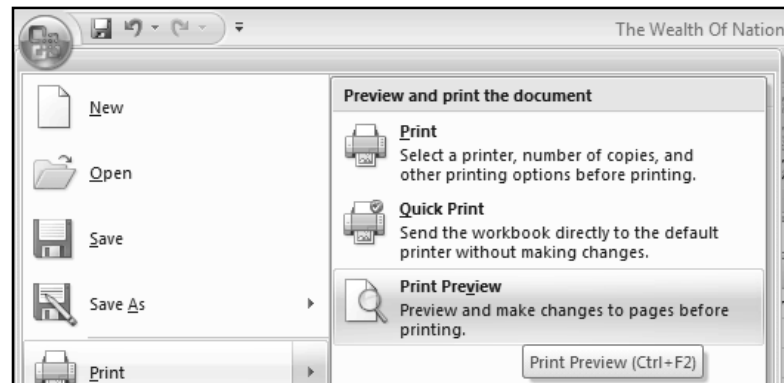 The Wealth Of Nation
New
Open
Save
Save As
Print
Preview and print the document
Print
Select a printer, number of copies, and
other printing options before printing.
Quick Print
Send the workbook directly to the default
printer without making changes.
Print Preview
Preview and make changes to pages before
printing.
Print Preview (Ctrl+F2)